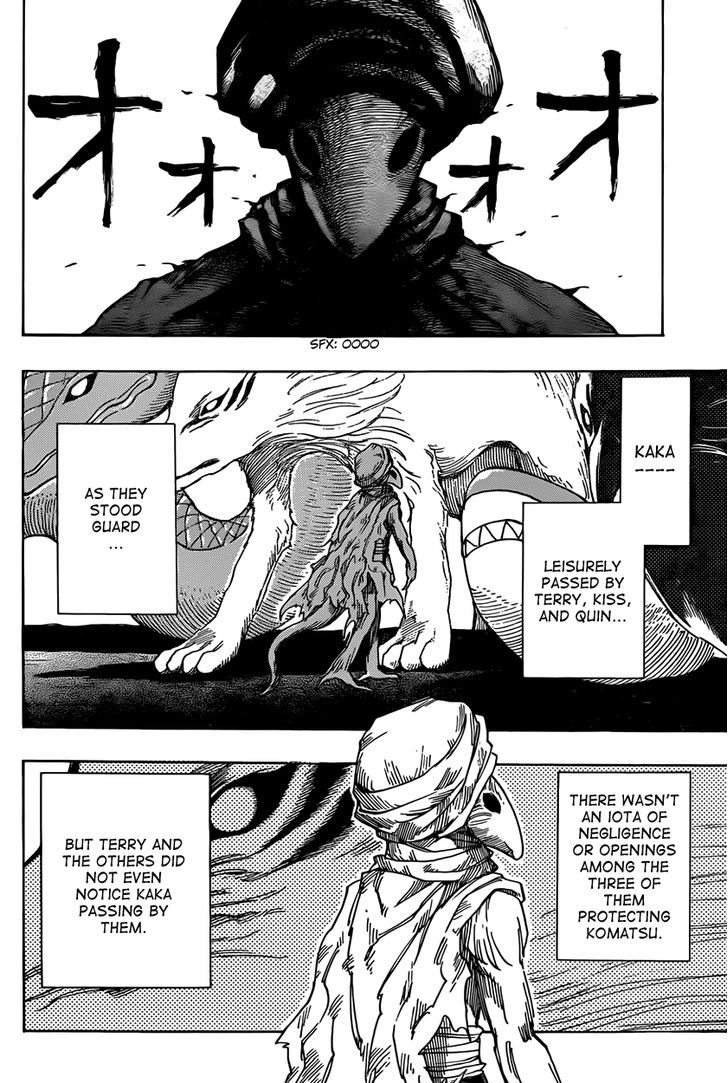 オ
オ
オ
オ
SFX: OOOO
KAKA
----
LEISURELY
PASSED BY
TERRY, KISS,
AND QUIN...
AS THEY
STOOD
GUARD
...
THERE WASN'T
AN IOTA OF
NEGLIGENCE
OR OPENINGS
AMONG THE
THREE OF
THEM
PROTECTING
KOMATSU.
BUT TERRY AND
THE OTHERS DID
NOT EVEN
NOTICE KAKA
PASSING BY
THEM.